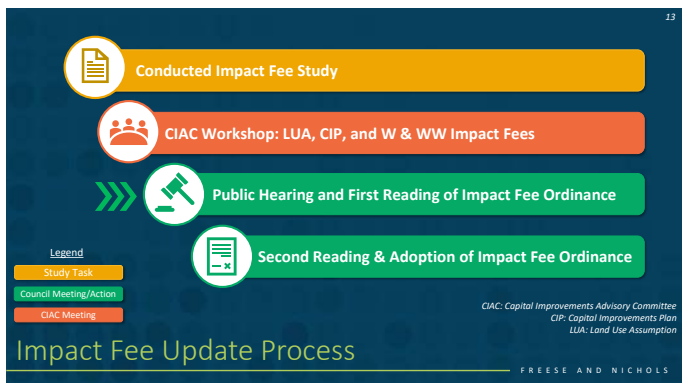 13
Conducted Impact Fee Study
CIAC Workshop: LUA, CIP, and W & WW Impact Fees
Public Hearing and First Reading of Impact Fee Ordinance
Second Reading & Adoption of Impact Fee Ordinance
Legend
Study Task
Council Meeting/Action
CIAC Meeting
CIAC: Capital Improvements Advisory Committee
CIP: Capital Improvements Plan
LUA: Land Use Assumption
Impact Fee Update Process
FREESE AND NICHOLS